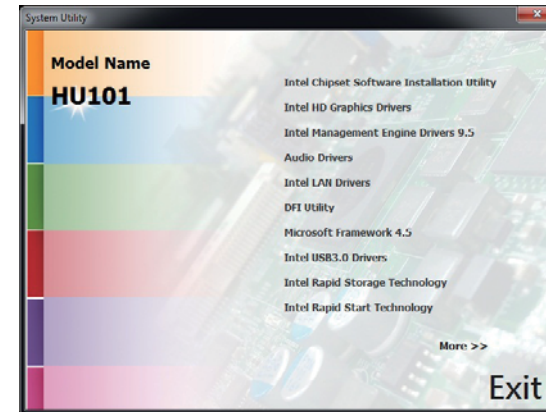 System Utility
Model Name
HU101
Intel Chipset Software Installation Utility
Intel HD Graphics Drivers
Intel Management Engine Drivers 9.5
Audio Drivers
Intel LAN Drivers
DFI Utility
Microsoft Framework 4.5
Intel USB3.0 Drivers
Intel Rapid Storage Technology
Intel Rapid Start Technology
More >>
Exit